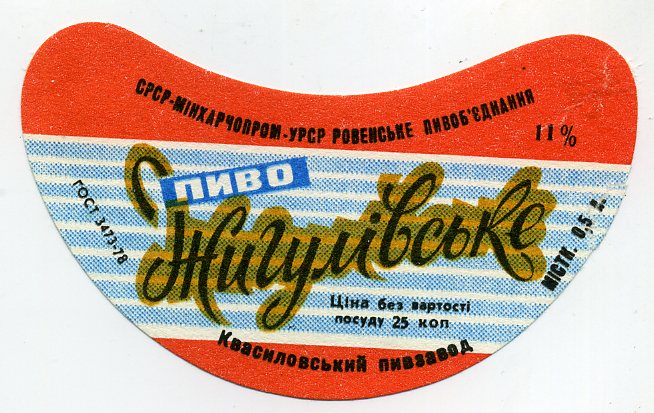 СРСР-МІНХАРЧОПРОМ-УРСР РОВЕНСЬКЕ ПИВОБ'ЄДНАННЯ
11%
ПИВО
Жигулівське
ГОСТ 3473-78
МІСТК. 0,5 л.
Ціна без вартості
посуду 25 коп
Квасиловський пивзавод